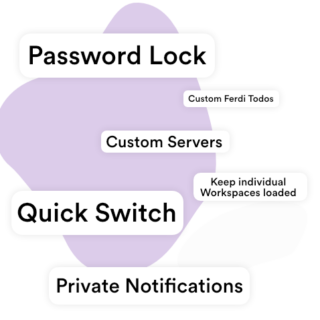 Password Lock
Custom Ferdi Todos
Custom Servers
Keep individual
Workspaces loaded
Quick Switch
Private Notifications